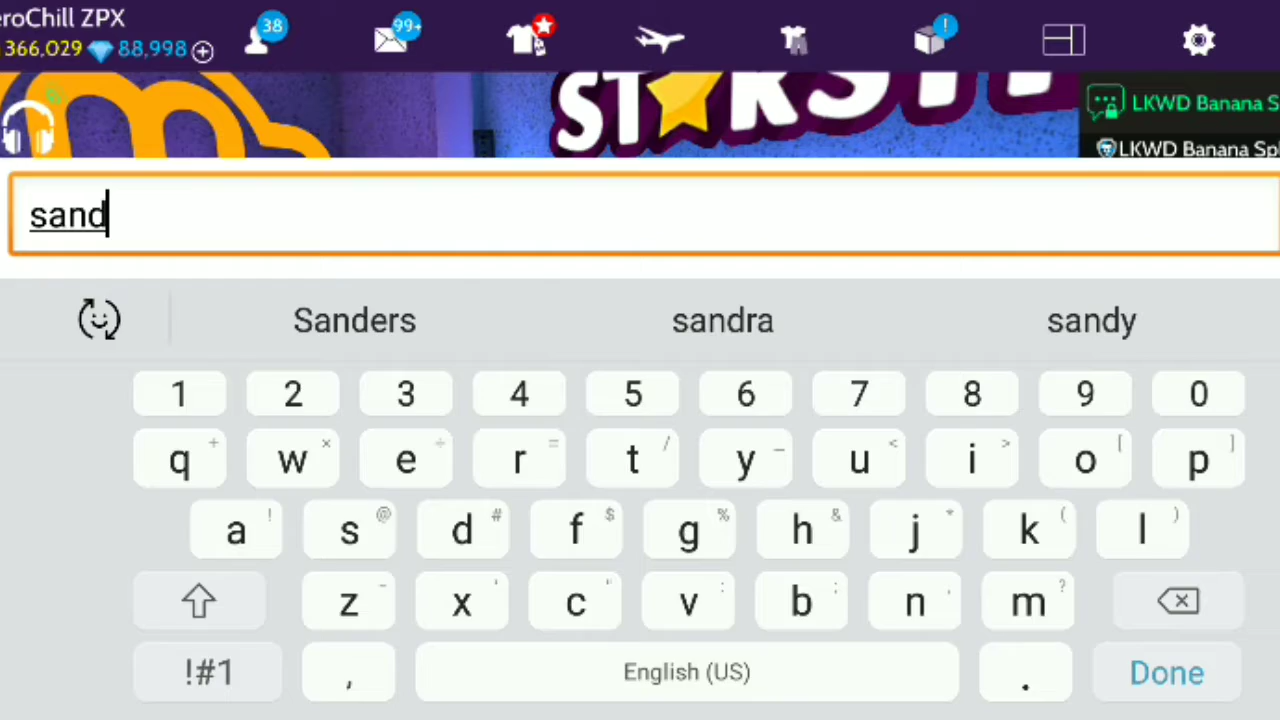 eroChill ZPX
366,029 88,998
38
99+
!
LKWD Banana S
LKWD Banana Spl
sand
Sanders sandra sandy
1 2 3 4 5 6 7 8 9 0
q + w × e ÷ r = t / y _ u < i > o [ p ]
a ! s @ d # f $ g % h & j * k ( l )
z - x ' c " v : b ; n , m ?
!#1 , English (US) . Done